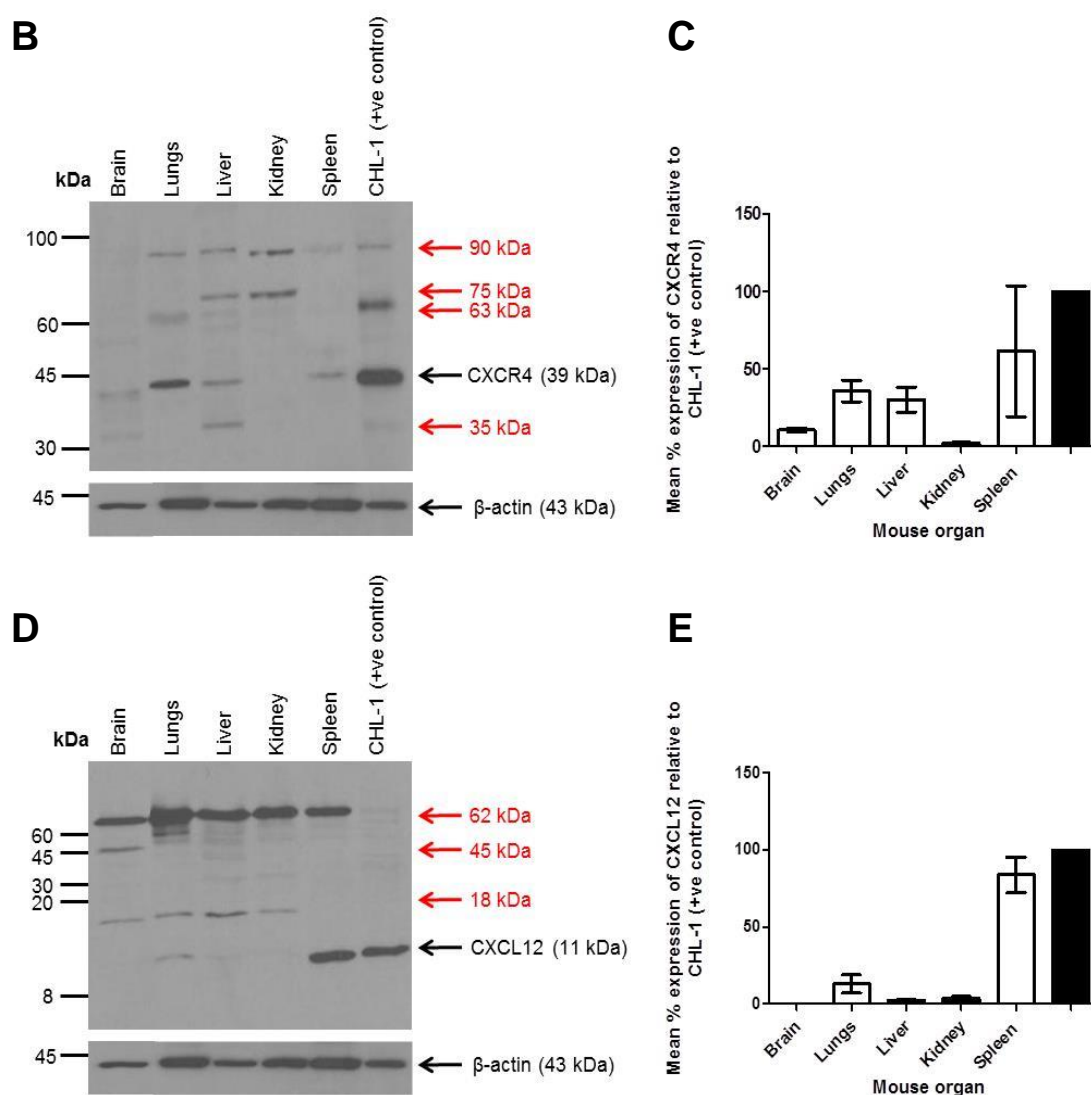 B
kDa
Brain
Lungs
Liver
Kidney
Spleen
CHL-1 (+ve control)
100
60
45
30
90 kDa
75 kDa
63 kDa
CXCR4 (39 kDa)
35 kDa
45
β-actin (43 kDa)
C
Mean % expression of CXCR4 relative to
CHL-1 (+ve control)
150
100
50
0
Brain
Lungs
Liver
Kidney
Spleen
Mouse organ
D
kDa
Brain
Lungs
Liver
Kidney
Spleen
CHL-1 (+ve control)
60
45
30
20
8
62 kDa
45 kDa
18 kDa
CXCL12 (11 kDa)
45
β-actin (43 kDa)
E
Mean % expression of CXCL12 relative to
CHL-1 (+ve control)
150
100
50
0
Brain
Lungs
Liver
Kidney
Spleen
Mouse organ